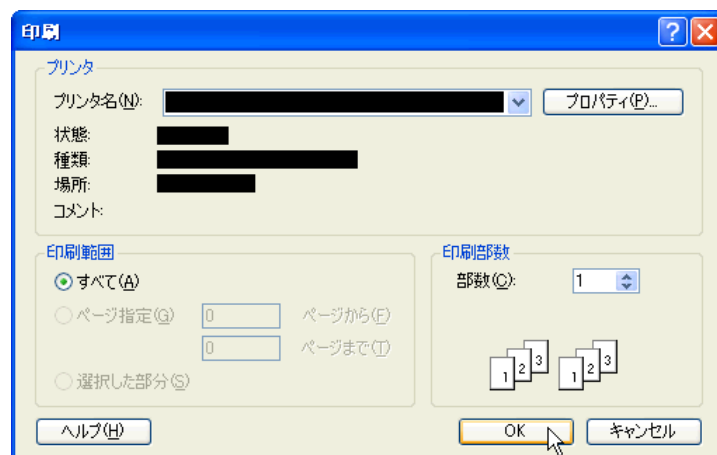 印刷
プリンタ
プリンタ名(N):
プロパティ(P)...
状態:
種類:
場所:
コメント:
印刷範囲
すべて(A)
ページ指定(G) 0 ページから(F)
0 ページまで(T)
選択した部分(S)
印刷部数
部数(C): 1
1 2 3 1 2 3
ヘルプ(H)
OK
キャンセル